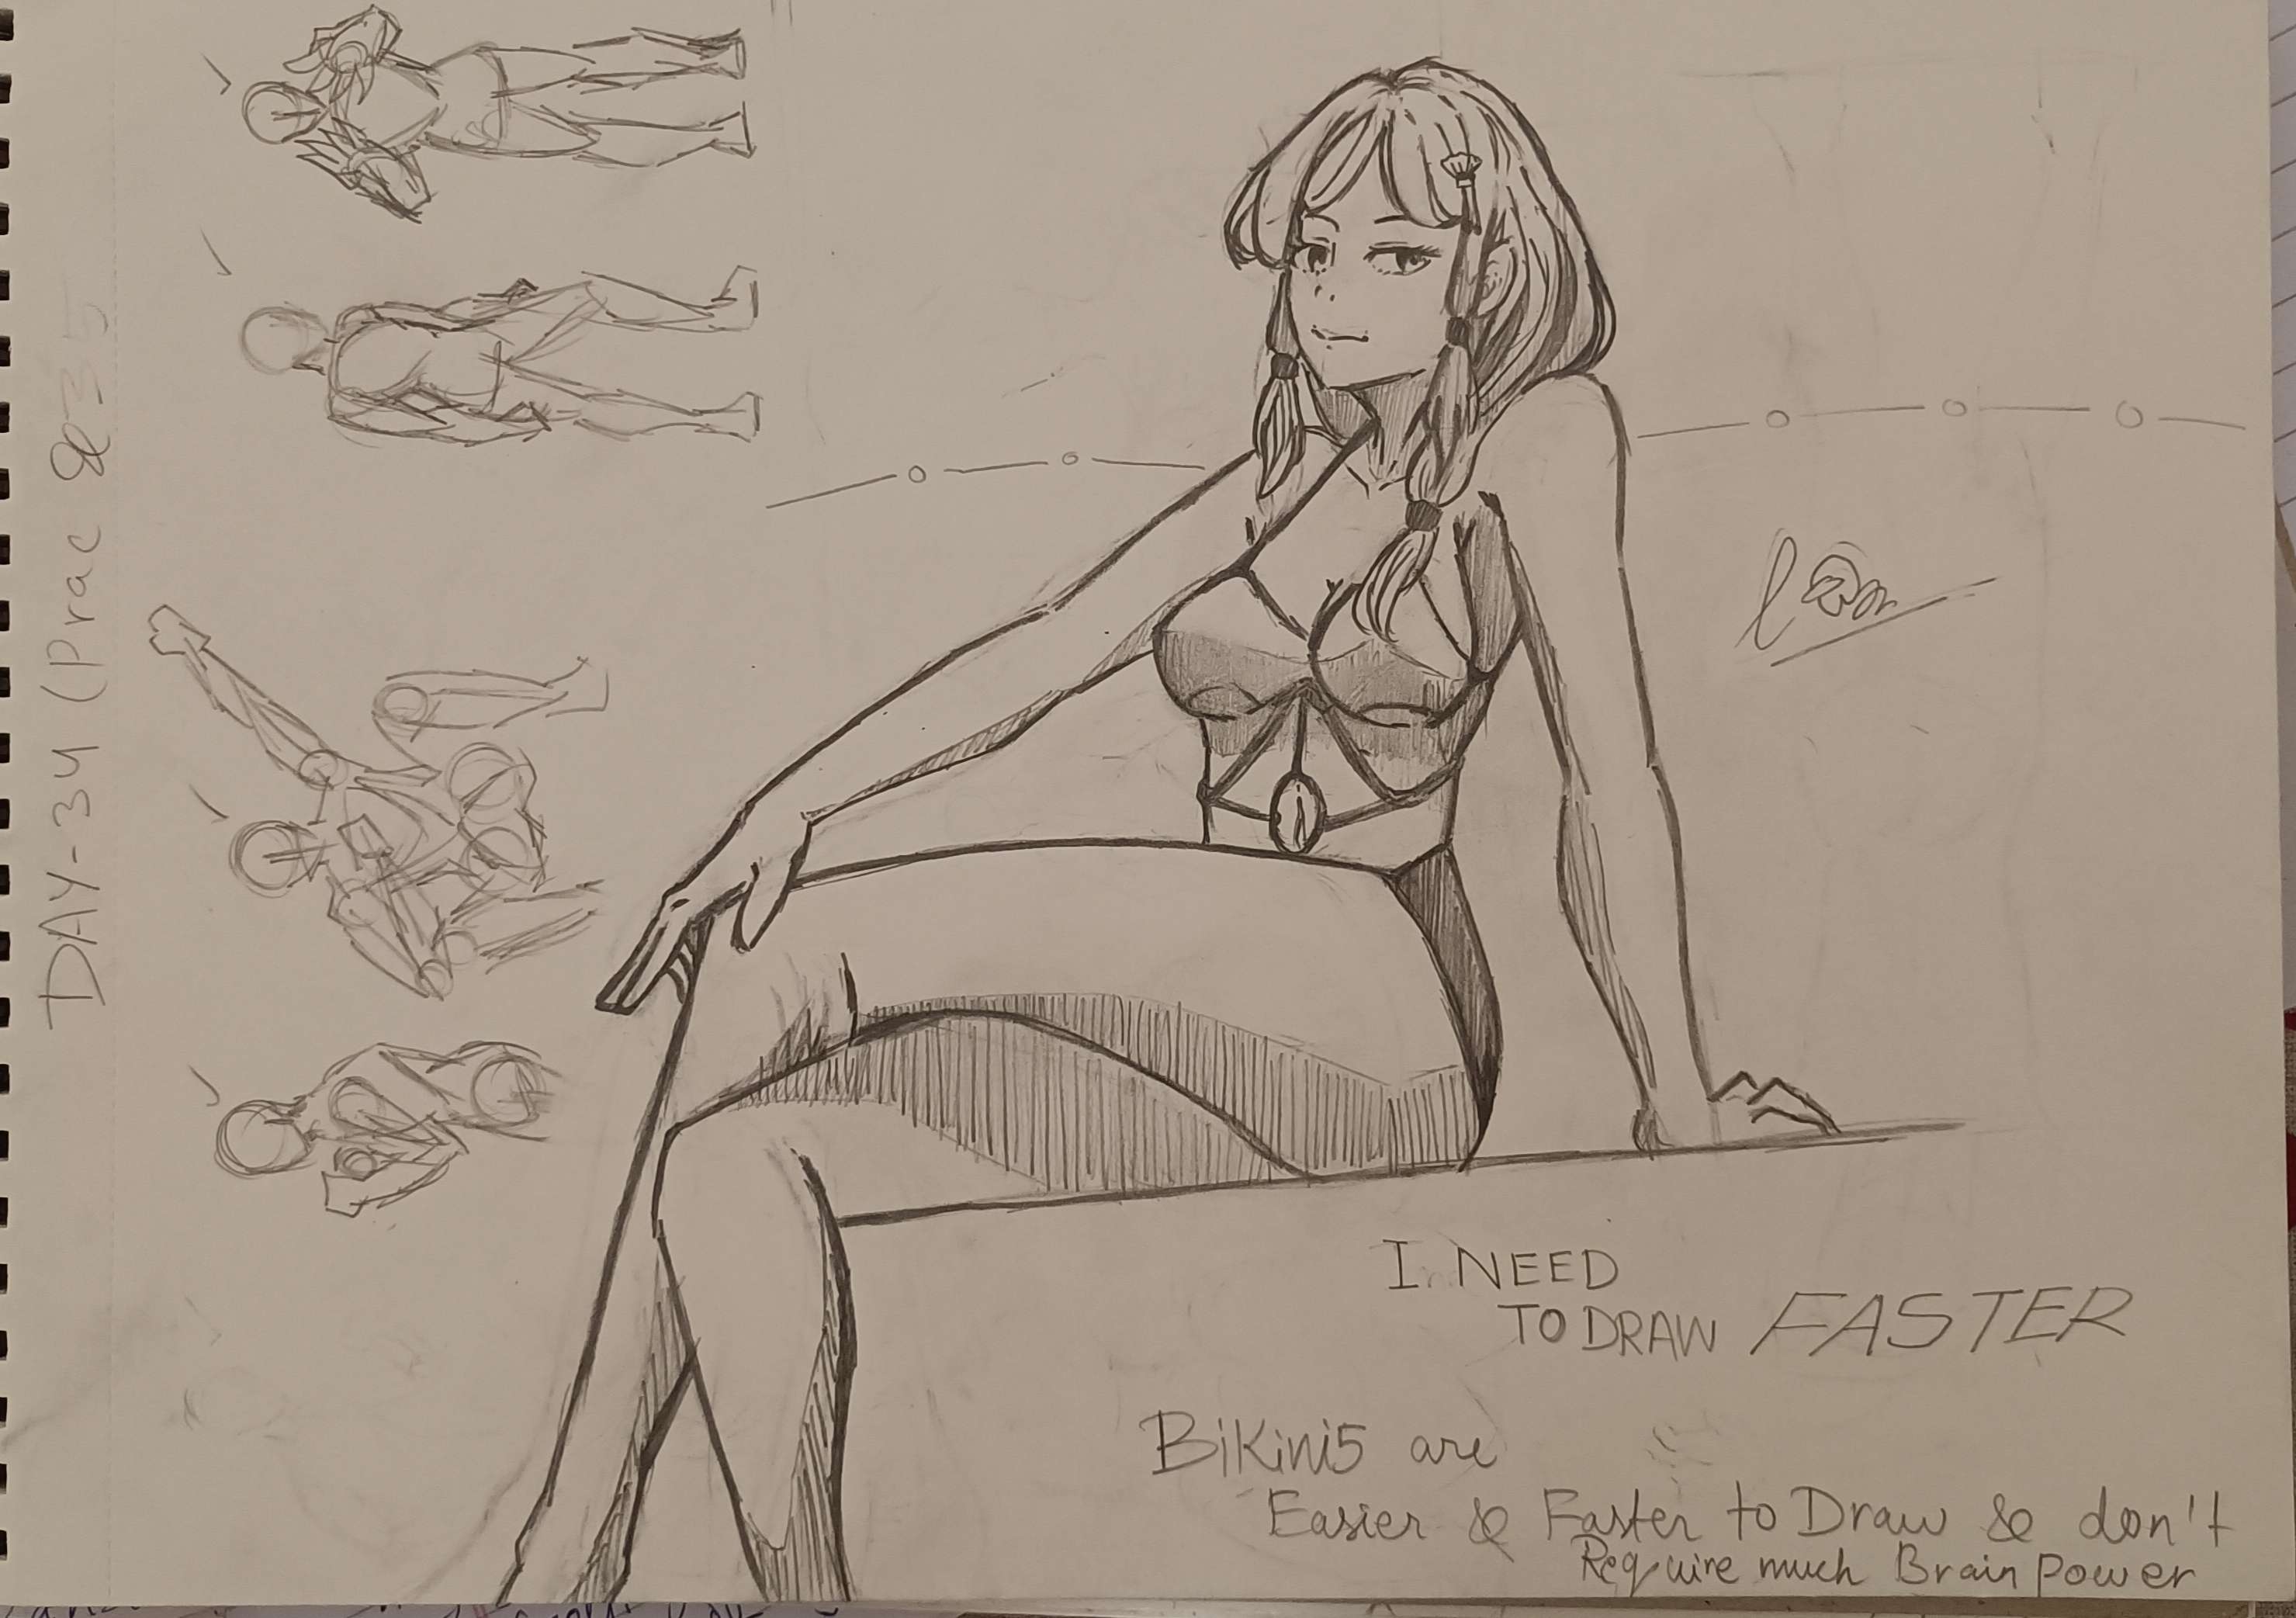 DAY-34 (Prac & 35
I NEED
TO DRAW FASTER
BiKini5 are
Easier & Faster to Draw & don't
Require much Brain Power